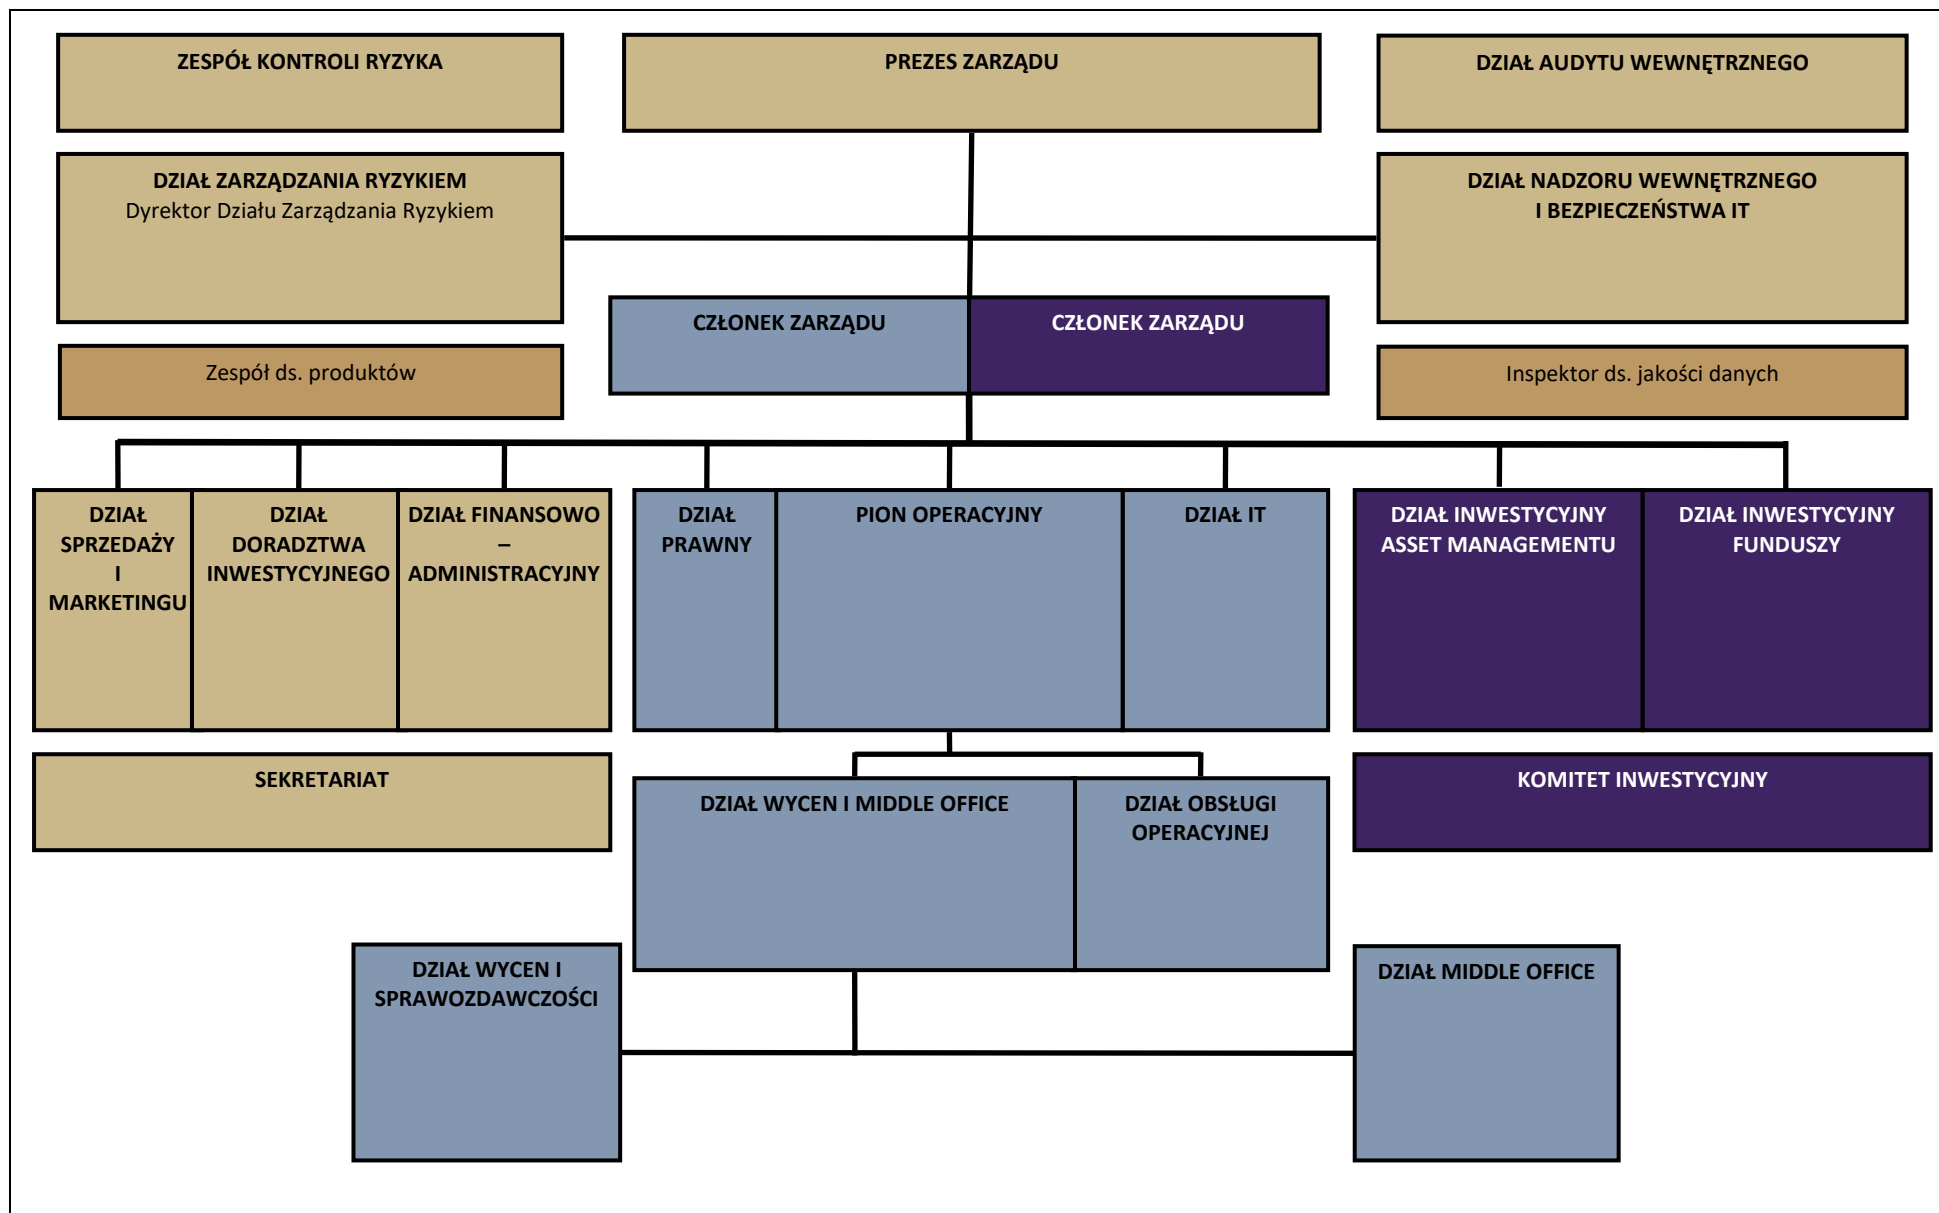 ZESPÓŁ KONTROLI RYZYKA
PREZES ZARZĄDU
DZIAŁ AUDYTU WEWNĘTRZNEGO
DZIAŁ ZARZĄDZANIA RYZYKIEM
Dyrektor Działu Zarządzania Ryzykiem
DZIAŁ NADZORU WEWNĘTRZNEGO
I BEZPIECZEŃSTWA IT
CZŁONEK ZARZĄDU
CZŁONEK ZARZĄDU
Zespół ds. produktów
Inspektor ds. jakości danych
DZIAŁ
SPRZEDAŻY
I
MARKETINGU
DZIAŁ
DORADZTWA
INWESTYCYJNEGO
DZIAŁ FINANSOWO
–
ADMINISTRACYJNY
DZIAŁ
PRAWNY
PION OPERACYJNY
DZIAŁ IT
DZIAŁ INWESTYCYJNY
ASSET MANAGEMENTU
DZIAŁ INWESTYCYJNY
FUNDUSZY
SEKRETARIAT
DZIAŁ WYCEN I MIDDLE OFFICE
DZIAŁ OBSŁUGI
OPERACYJNEJ
KOMITET INWESTYCYJNY
DZIAŁ WYCEN I
SPRAWOZDAWCZOŚCI
DZIAŁ MIDDLE OFFICE